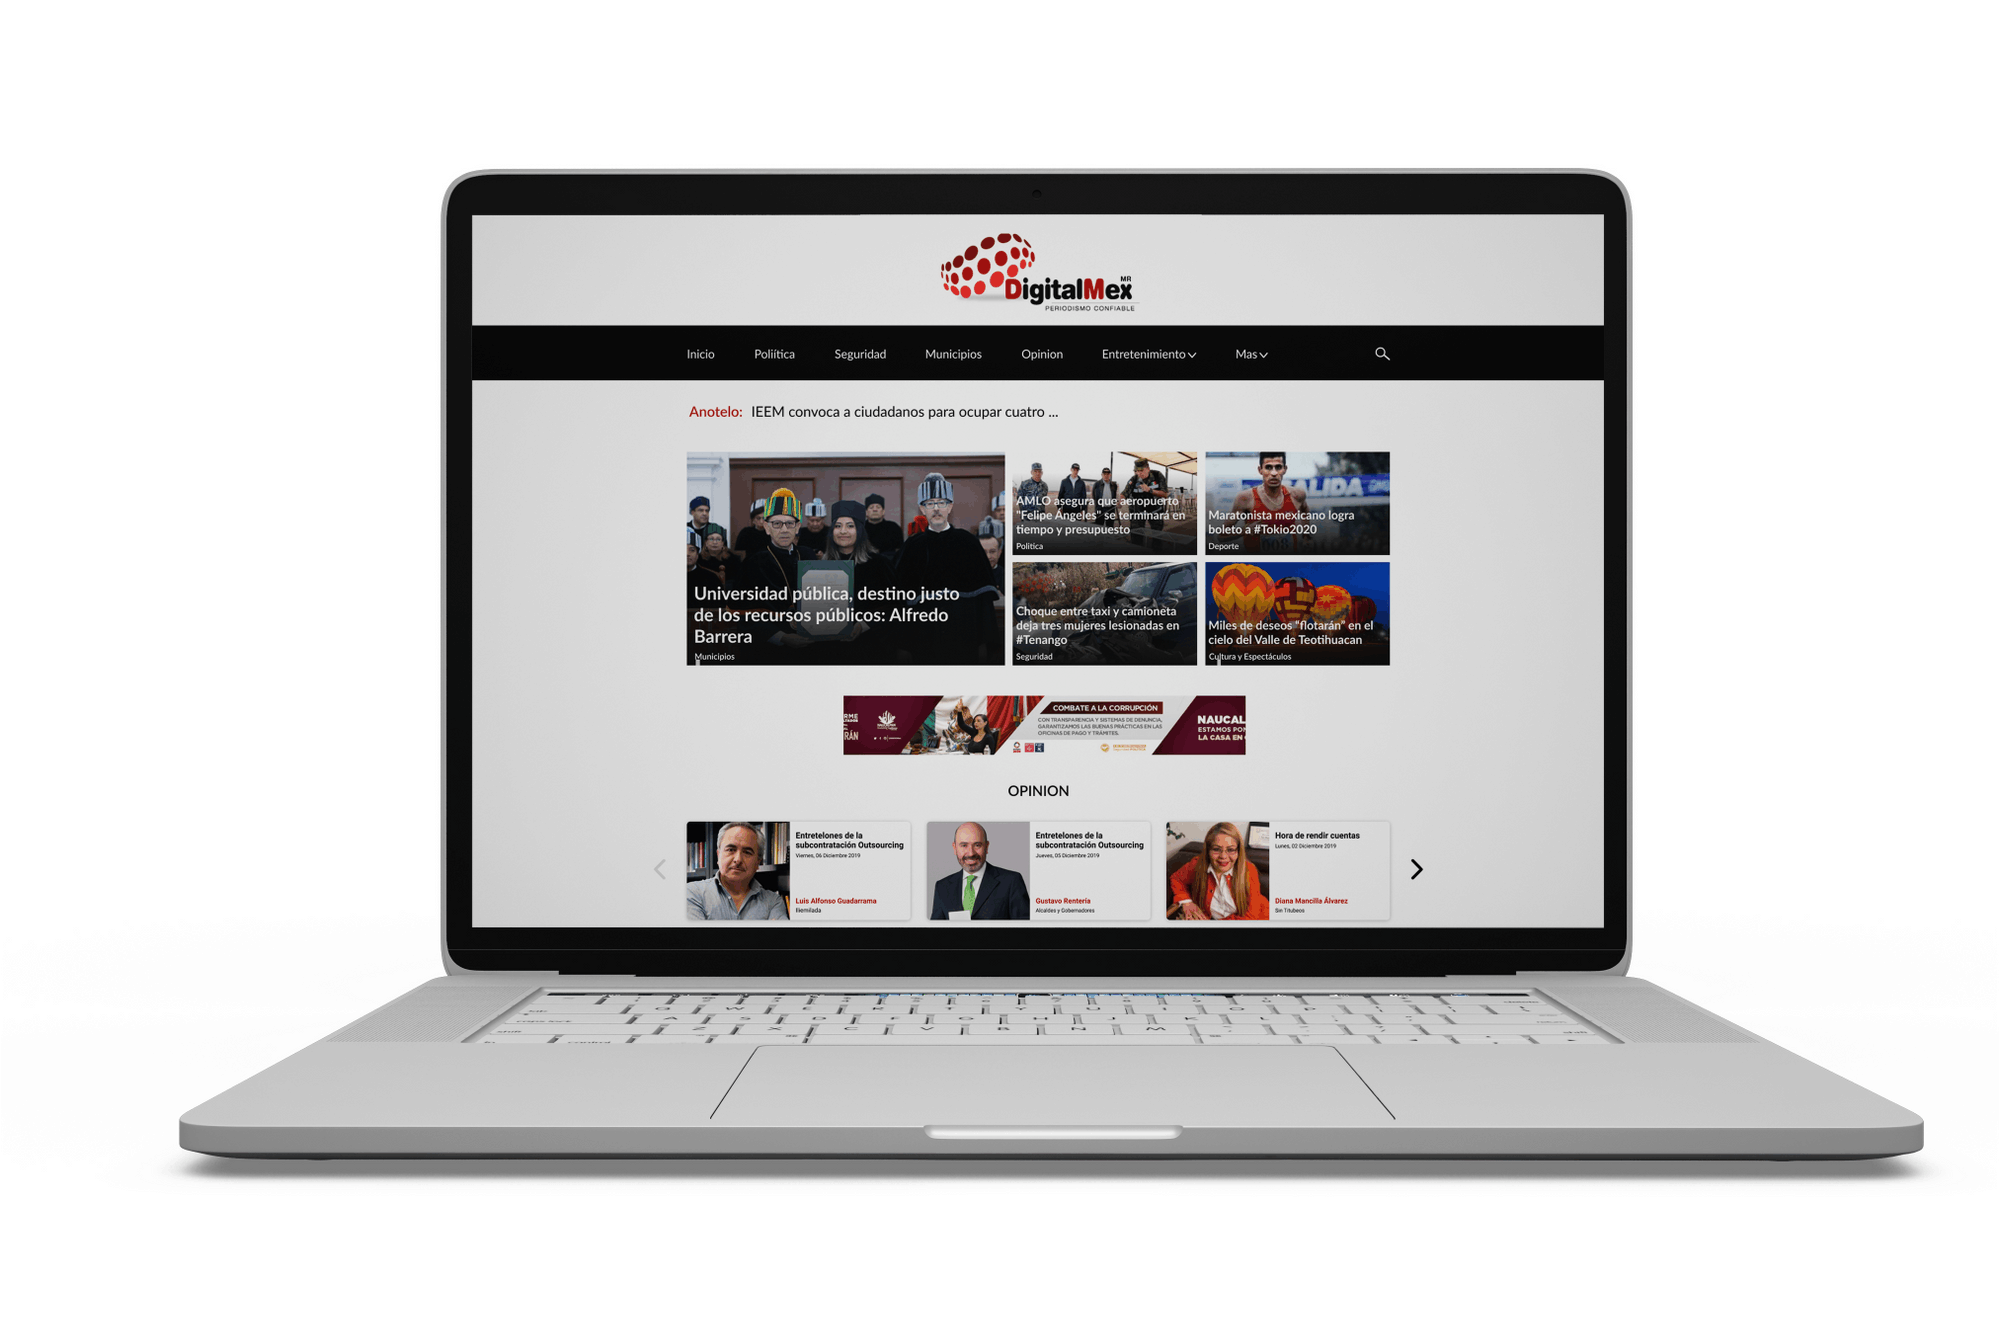 DigitalMex
MR
PERIODISMO CONFIABLE
Inicio
Poliítica
Seguridad
Municipios
Opinion
Entretenimiento
Mas
Anotelo: IEEM convoca a ciudadanos para ocupar cuatro ...
Universidad pública, destino justo
de los recursos públicos: Alfredo
Barrera
Municipios
AMLO asegura que aeropuerto
"Felipe Ángeles" se terminará en
tiempo y presupuesto
Politica
SALIDA
Maratonista mexicano logra
boleto a #Tokio2020
Deporte
Choque entre taxi y camioneta
deja tres mujeres lesionadas en
#Tenango
Seguridad
Miles de deseos “flotarán” en el
cielo del Valle de Teotihuacan
Cultura y Espectáculos
RME
RÁN
COMBATE A LA CORRUPCIÓN
CON TRANSPARENCIA Y SISTEMAS DE DENUNCIA,
GARANTIZAMOS LAS BUENAS PRÁCTICAS EN LAS
OFICINAS DE PAGO Y TRÁMITES.
NAUCAL
ESTAMOS PON
LA CASA EN
OPINION
Entretelones de la
subcontratación Outsourcing
Viernes, 06 Diciembre 2019
Luis Alfonso Guadarrama
Iliemilada
Entretelones de la
subcontratación Outsourcing
Jueves, 05 Diciembre 2019
Gustavo Rentería
Alcaldes y Gobernadores
Hora de rendir cuentas
Lunes, 02 Diciembre 2019
Diana Mancilla Álvarez
Sin Titubeos